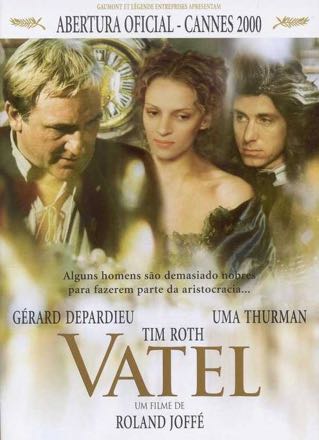 GAUMONT ET LÉGENDE ENTREPRISES APRESENTAM
ABERTURA OFICIAL - CANNES 2000
Alguns homens são demasiado nobres
para fazerem parte da aristocracia...
GÉRARD DEPARDIEU UMA THURMAN
TIM ROTH
VATEL
UM FILME DE
ROLAND JOFFÉ